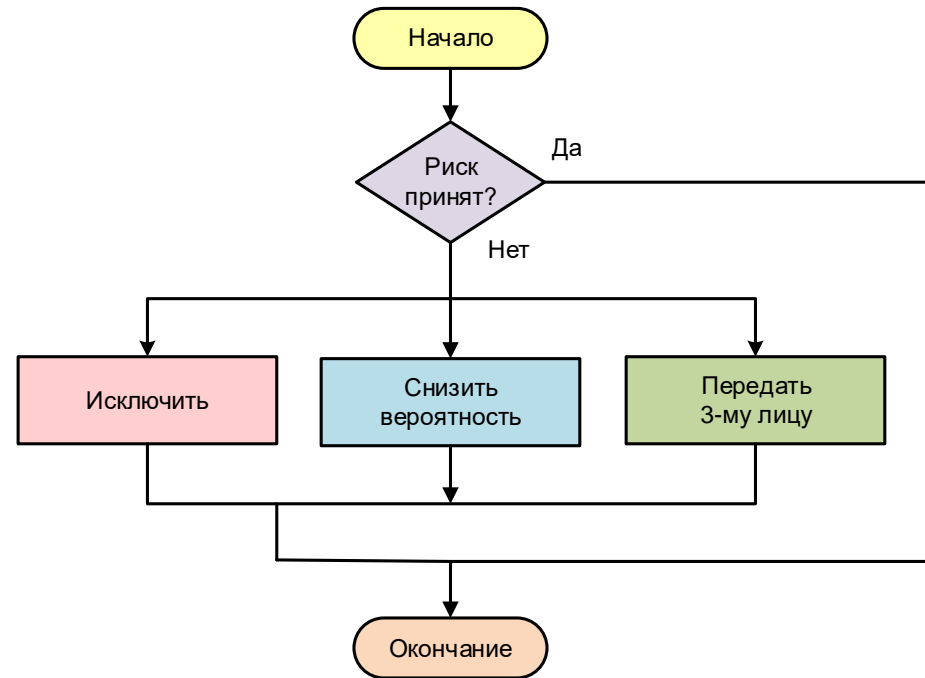 Начало
Да
Риск
принят?
Нет
Исключить
Снизить
вероятность
Передать
3-му лицу
Окончание